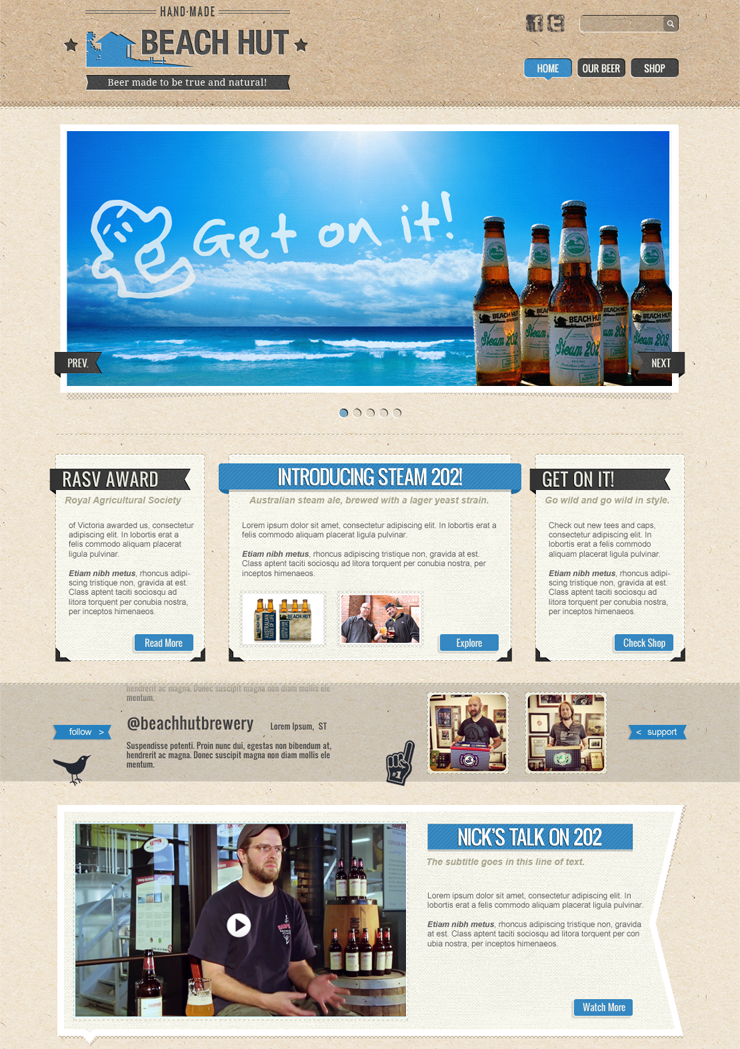 HAND-MADE
BEACH HUT
Beer made to be true and natural!
HOME
OUR BEER
SHOP
Get on it!
BEACH HUT
BEACH HUT
BEACH HUT
Steam 202
PREV.
NEXT
RASV AWARD
Royal Agricultural Society
of Victoria awarded us, consectetur
adipiscing elit. In lobortis erat a
felis commodo aliquam placerat
ligula pulvinar.
Etiam nibh metus, rhoncus adipi-
scing tristique non, gravida at est.
Class aptent taciti sociosqu ad
litora torquent per conubia nostra,
per inceptos himenaeos.
Read More
INTRODUCING STEAM 202!
Australian steam ale, brewed with a lager yeast strain.
Lorem ipsum dolor sit amet, consectetur adipiscing elit. In lobortis erat a
felis commodo aliquam placerat ligula pulvinar.
Etiam nibh metus, rhoncus adipiscing tristique non, gravida at est.
Class aptent taciti sociosqu ad litora torquent per conubia nostra, per
inceptos himenaeos.
Explore
GET ON IT!
Go wild and go wild in style.
Check out new tees and caps,
consectetur adipiscing elit. In
lobortis erat a felis commodo
aliquam placerat ligula pulvinar.
Etiam nibh metus, rhoncus adipi-
scing tristique non, gravida at est.
Class aptent taciti sociosqu ad
litora torquent per conubia nostra,
per inceptos himenaeos.
Check Shop
hendrerit ac magna. Donec suscipit magna non diam mollis ele
mentum.
follow >
@beachhutbrewery
Lorem Ipsum, ST
Suspendisse potenti. Proin nunc dui, egestas non bibendum at,
hendrerit ac magna. Donec suscipit magna non diam mollis ele
mentum.
#1
< support
NICK'S TALK ON 202
The subtitle goes in this line of text.
Lorem ipsum dolor sit amet, consectetur adipiscing elit. In
lobortis erat a felis commodo aliquam placerat ligula pulvinar.
Etiam nibh metus, rhoncus adipiscing tristique non, gravida
at est. Class aptent taciti sociosqu ad litora torquent per con
ubia nostra, per inceptos himenaeos.
Watch More